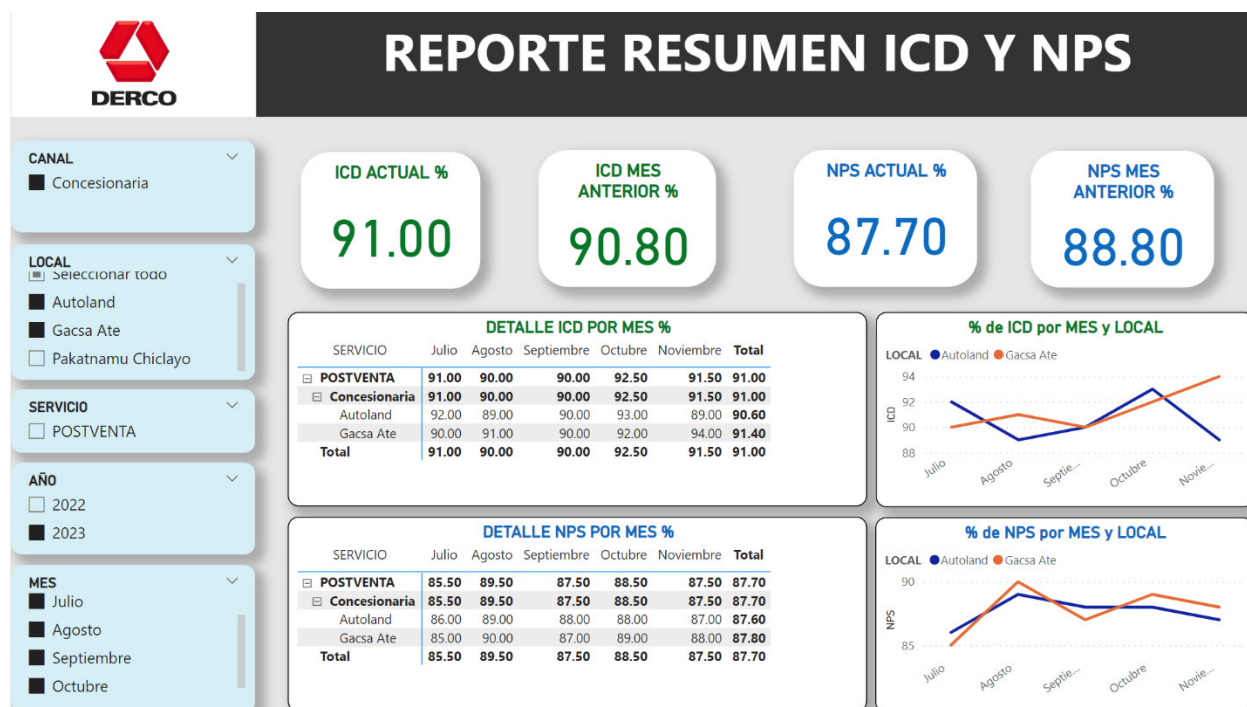 DERCO
REPORTE RESUMEN ICD Y NPS
CANAL
Concesionaria
LOCAL
Seleccionar todo
Autoland
Gacsa Ate
Pakatnamu Chiclayo
SERVICIO
POSTVENTA
AÑO
2022
2023
MES
Julio
Agosto
Septiembre
Octubre
ICD ACTUAL %
91.00
ICD MES
ANTERIOR %
90.80
NPS ACTUAL %
87.70
NPS MES
ANTERIOR %
88.80
DETALLE ICD POR MES %
SERVICIO Julio Agosto Septiembre Octubre Noviembre Total
POSTVENTA 91.00 90.00 90.00 92.50 91.50 91.00
Concesionaria 91.00 90.00 90.00 92.50 91.50 91.00
Autoland 92.00 89.00 90.00 93.00 89.00 90.60
Gacsa Ate 90.00 91.00 90.00 92.00 94.00 91.40
Total 91.00 90.00 90.00 92.50 91.50 91.00
% de ICD por MES y LOCAL
LOCAL Autoland Gacsa Ate
ICD
94
92
90
88
Julio Agosto Septie... Octubre Novie...
DETALLE NPS POR MES %
SERVICIO Julio Agosto Septiembre Octubre Noviembre Total
POSTVENTA 85.50 89.50 87.50 88.50 87.50 87.70
Concesionaria 85.50 89.50 87.50 88.50 87.50 87.70
Autoland 86.00 89.00 88.00 88.00 87.00 87.60
Gacsa Ate 85.00 90.00 87.00 89.00 88.00 87.80
Total 85.50 89.50 87.50 88.50 87.50 87.70
% de NPS por MES y LOCAL
LOCAL Autoland Gacsa Ate
NPS
90
85
Julio Agosto Septie... Octubre Novie...